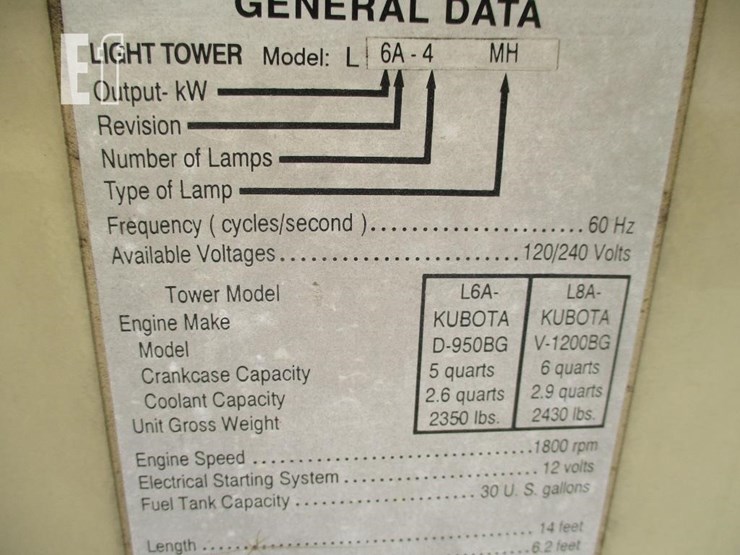 GENERAL DATA
E1
LIGHT TOWER Model: L 6A - 4 MH
Output- kW
Revision
Number of Lamps
Type of Lamp
Frequency ( cycles/second )...................... 60 Hz
Available Voltages......................... 120/240 Volts
Tower Model L6A- L8A-
Engine Make KUBOTA KUBOTA
Model D-950BG V-1200BG
Crankcase Capacity 5 quarts 6 quarts
Coolant Capacity 2.6 quarts 2.9 quarts
Unit Gross Weight 2350 lbs. 2430 lbs.
Engine Speed ............................. 1800 rpm
Electrical Starting System .................... 12 volts
Fuel Tank Capacity .................. 30 U. S. gallons
Length ................................ 14 feet
6.2 feet